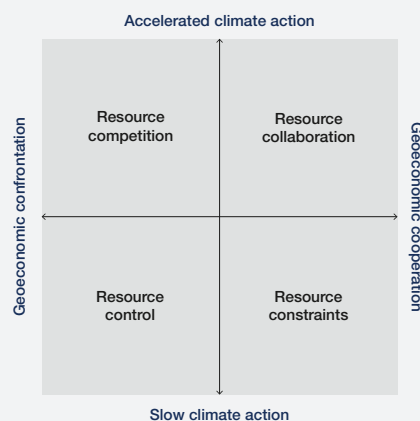 Accelerated climate action
Geoeconomic confrontation
Resource
competition
Resource
collaboration
Geoeconomic cooperation
Resource
control
Resource
constraints
Slow climate action